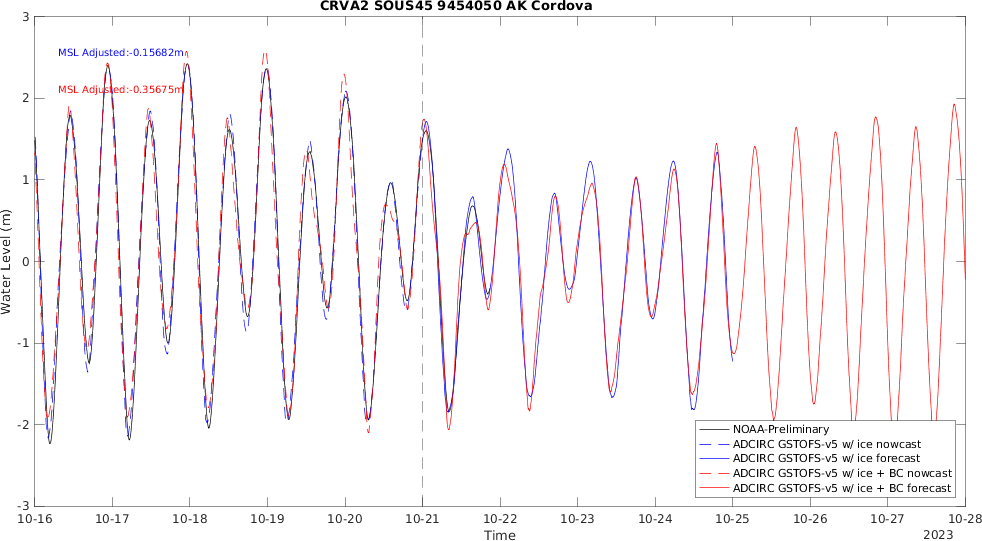 CRVA2 SOUS45 9454050 AK Cordova
3
2
1
0
-1
-2
-3
Water Level (m)
MSL Adjusted:-0.15682m
MSL Adjusted:-0.35675m
NOAA-Preliminary
ADCIRC GSTOFS-v5 w/ ice nowcast
ADCIRC GSTOFS-v5 w/ ice forecast
ADCIRC GSTOFS-v5 w/ ice + BC nowcast
ADCIRC GSTOFS-v5 w/ ice + BC forecast
10-16 10-17 10-18 10-19 10-20 10-21 10-22 10-23 10-24 10-25 10-26 10-27 10-28
Time
2023